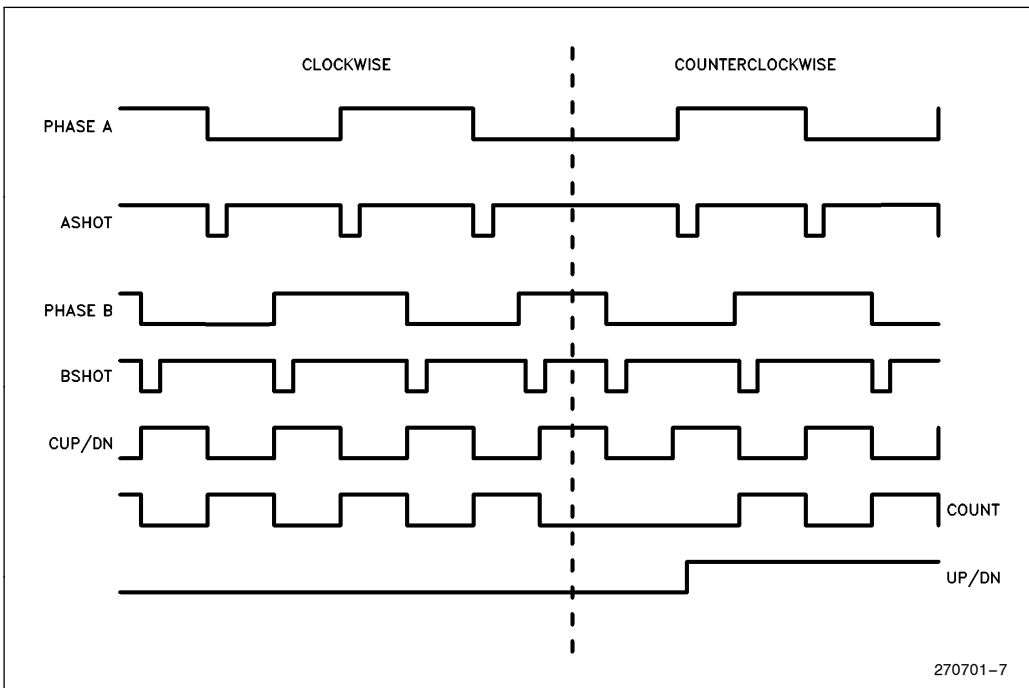 CLOCKWISE
COUNTERCLOCKWISE
PHASE A
ASHOT
PHASE B
BSHOT
CUP/DN
COUNT
UP/DN
270701-7